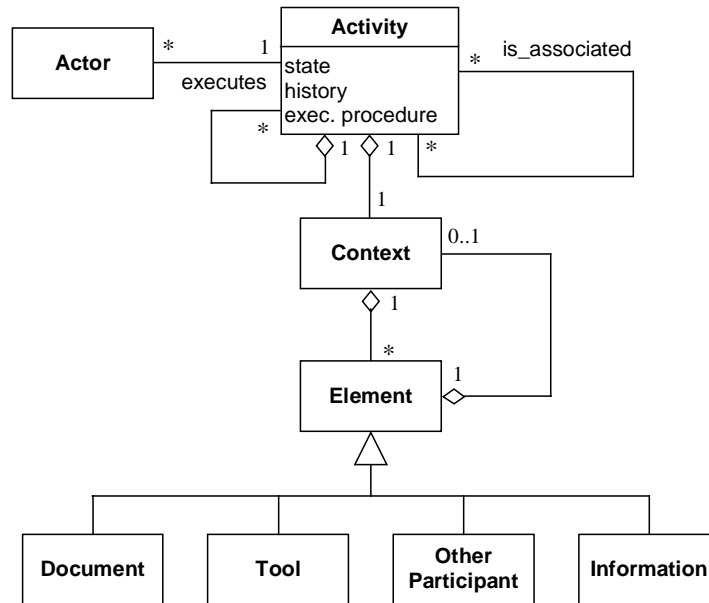 Activity
Actor
* 1
executes
state
history
exec. procedure
* is_associated
*
1
1
*
1
Context
0..1
1
*
Element
1
Document
Tool
Other
Participant
Information